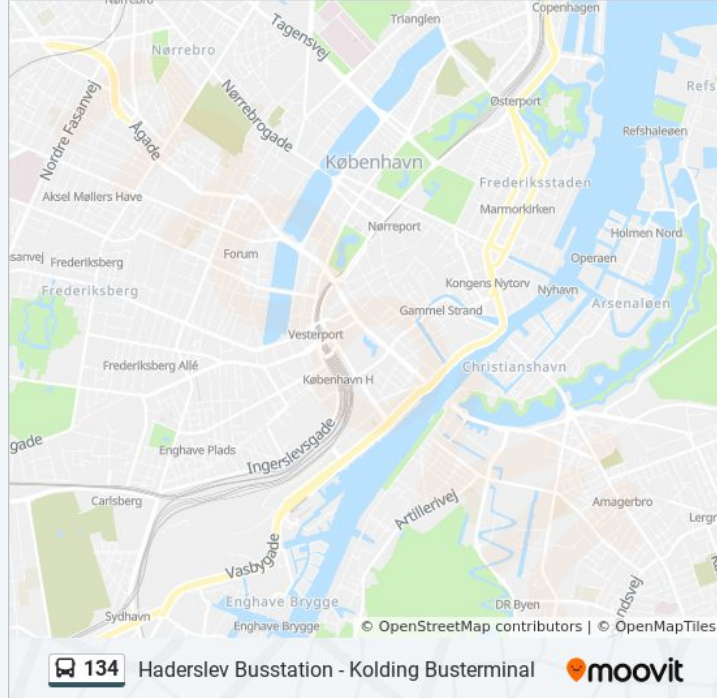 Nørrebro
Copenhagen
Trianglen
Tagensvej
Nørrebro
Refs
Nordre Fasanvej
Nørrebrogade
Østerport
Ågade
Refshaleøen
København
Frederiksstaden
Aksel Møllers Have
Marmorkirken
Nørreport
Holmen Nord
Forum
sanvej
Frederiksberg
Operaen
Kongens Nytorv
Frederiksberg
Nyhavn
Arsenaløen
Gammel Strand
Vesterport
Frederiksberg Allé
Christianshavn
København H
gade
Enghave Plads
Ingerslevsgade
Carlsberg
Amagerbro
Artillerivej
Lergr
Vasbygade
Enghave Brygge
DR Byen
ndsvej
Sydhavn
Enghave Brygge
© OpenStreetMap contributors | © OpenMapTiles
134 Haderslev Busstation - Kolding Busterminal moovit